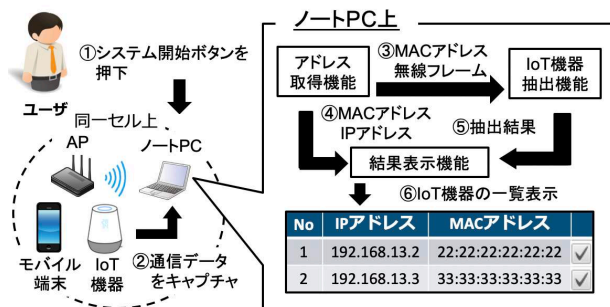 ノートPC上
①システム開始ボタンを
押下
ユーザ
同一セル上
AP
ノートPC
モバイル
端末
IoT
機器
②通信データ
をキャプチャ
アドレス
取得機能
③MACアドレス
無線フレーム
IoT機器
抽出機能
④MACアドレス
IPアドレス
⑤抽出結果
結果表示機能
⑥IoT機器の一覧表示
No IPアドレス MACアドレス
1 192.168.13.2 22:22:22:22:22:22
2 192.168.13.3 33:33:33:33:33:33